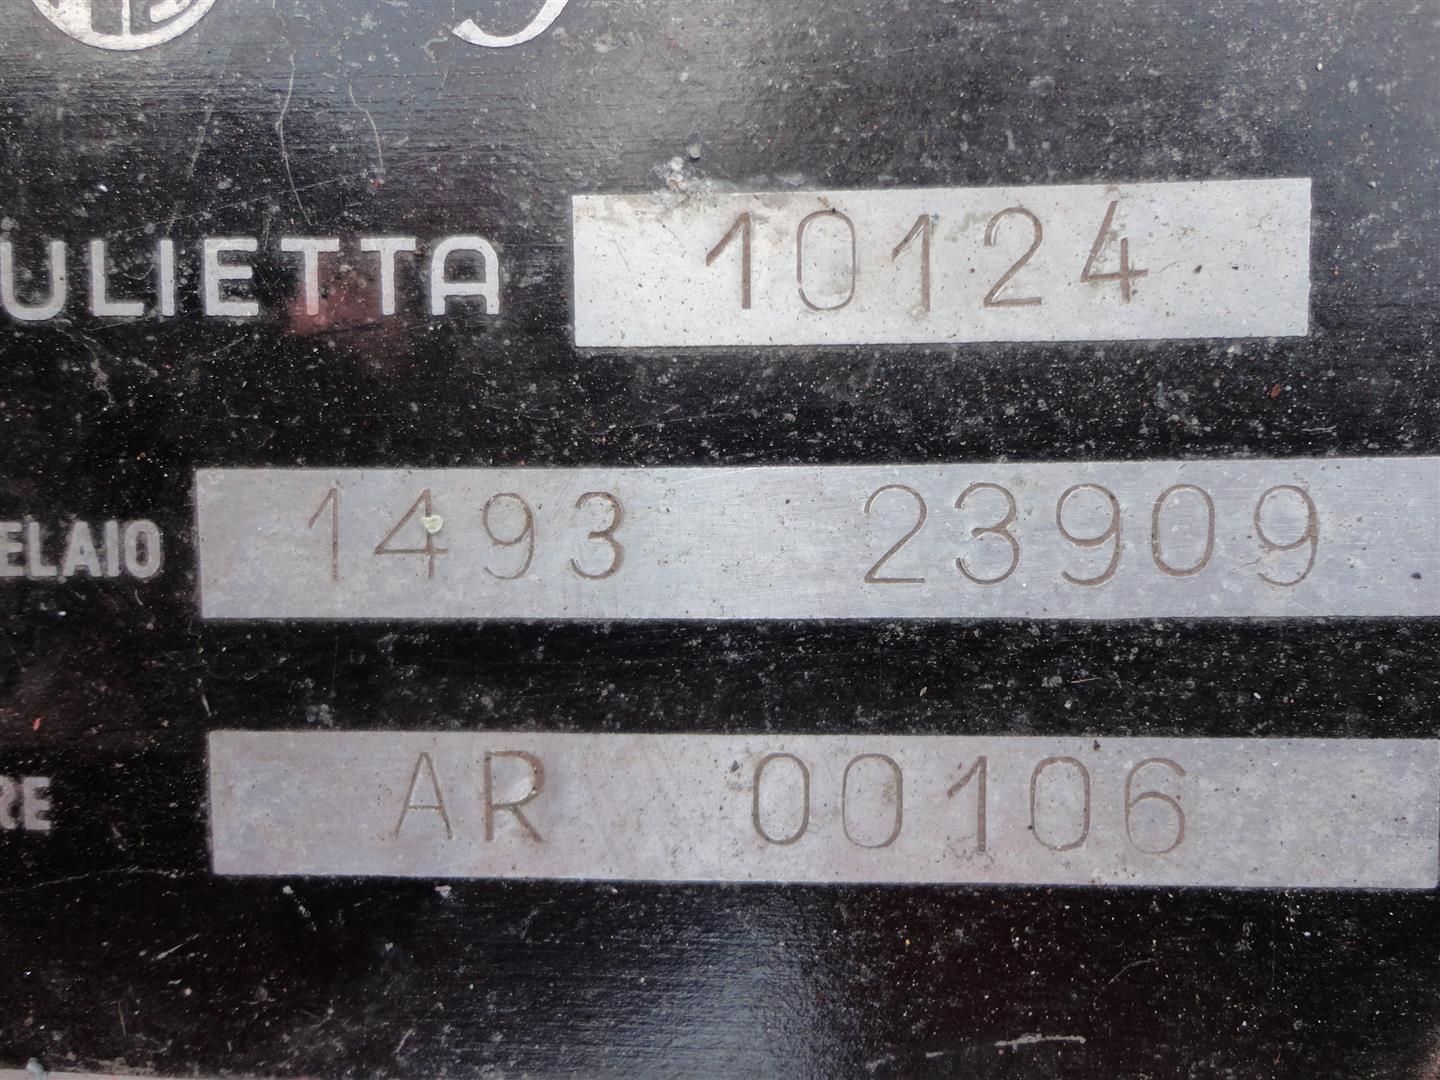 ULIETTA 10124
ELAIO 1493 23909
RE AR 00106